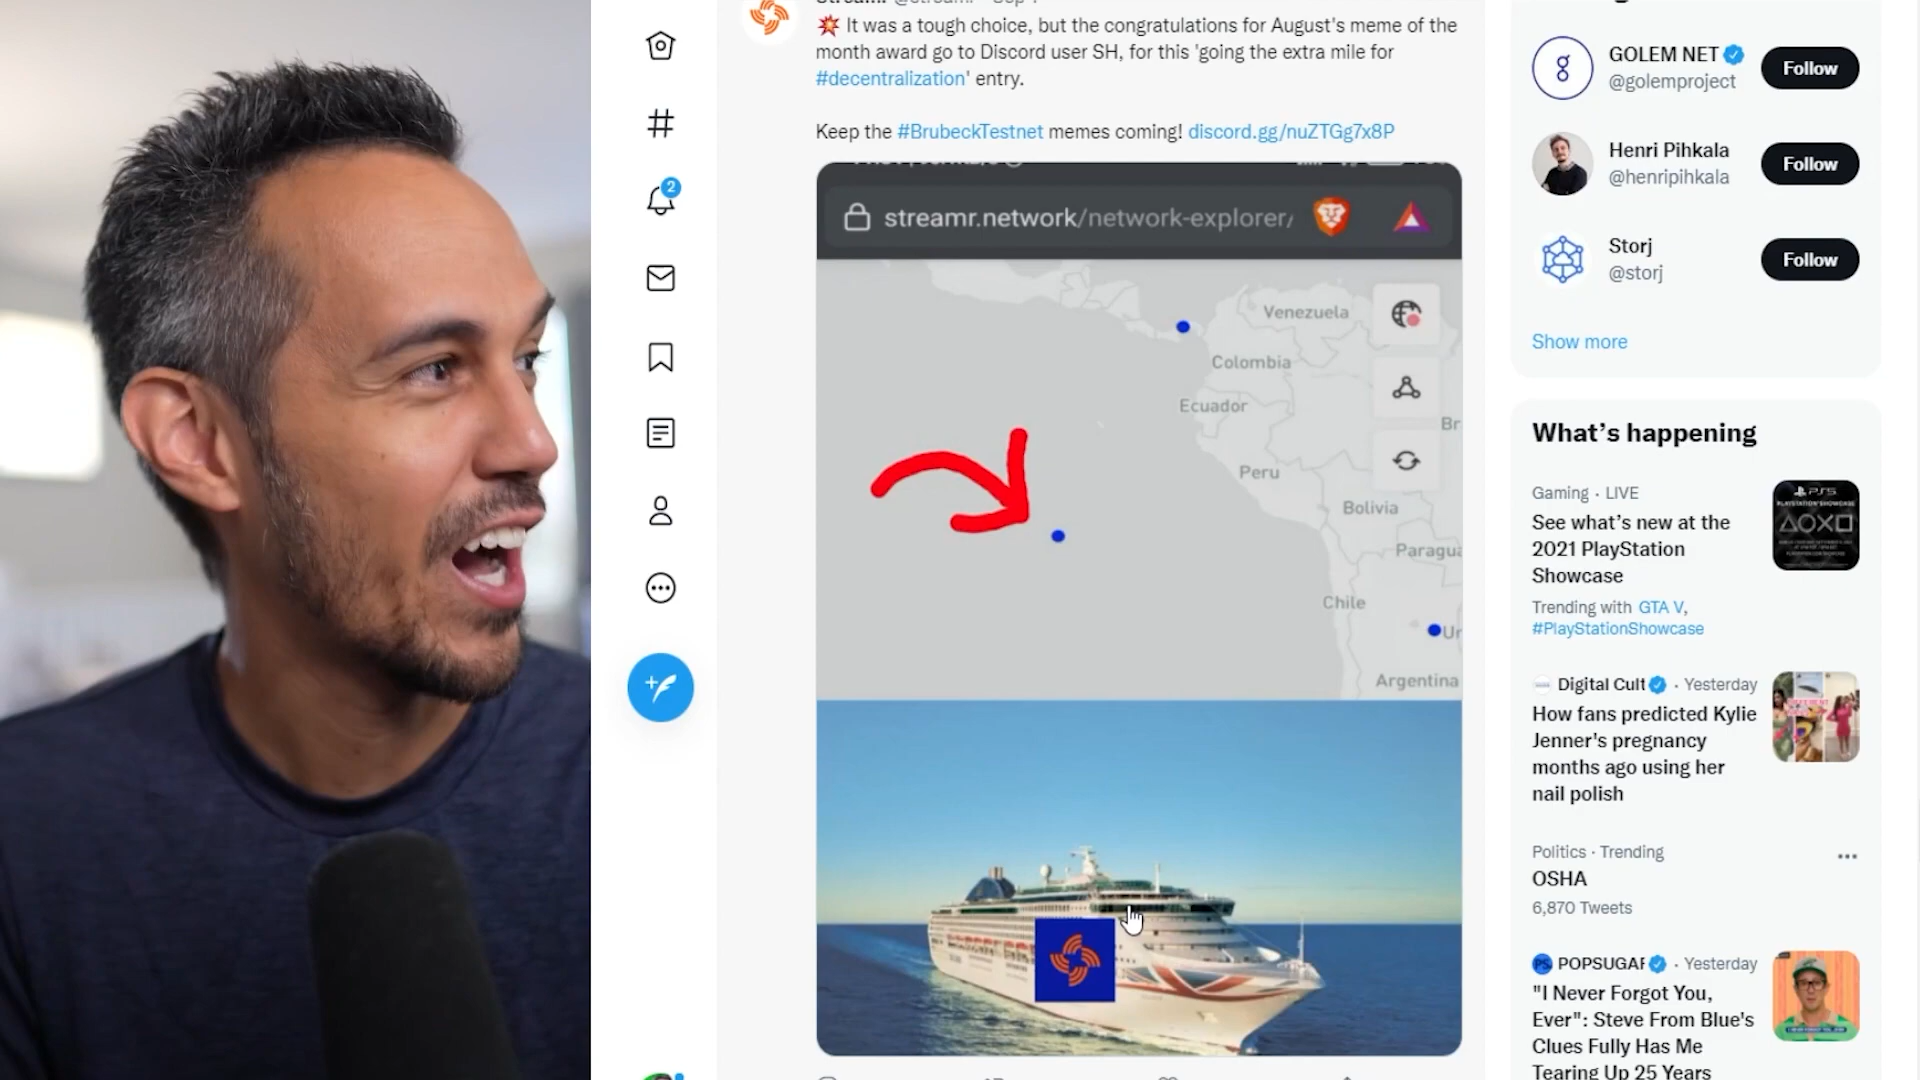 💥 It was a tough choice, but the congratulations for August's meme of the
month award go to Discord user SH, for this 'going the extra mile for
#decentralization' entry.
Keep the #BrubeckTestnet memes coming! discord.gg/nuZTGg7x8P
streamr.network/network-explorer/
Venezuela
Colombia
Ecuador
Br
Peru
Bolivia
Paragua
Chile
Ur
Argentina
2
GOLEM NET
@golemproject
Follow
Henri Pihkala
@henripihkala
Follow
Storj
@storj
Follow
Show more
What's happening
Gaming · LIVE
See what's new at the
2021 PlayStation
Showcase
Trending with GTA V,
#PlayStationShowcase
PS5
Digital Cult · Yesterday
How fans predicted Kylie
Jenner's pregnancy
months ago using her
nail polish
Politics · Trending
OSHA
6,870 Tweets
POPSUGAR · Yesterday
"I Never Forgot You,
Ever": Steve From Blue's
Clues Fully Has Me
Tearing Up 25 Years